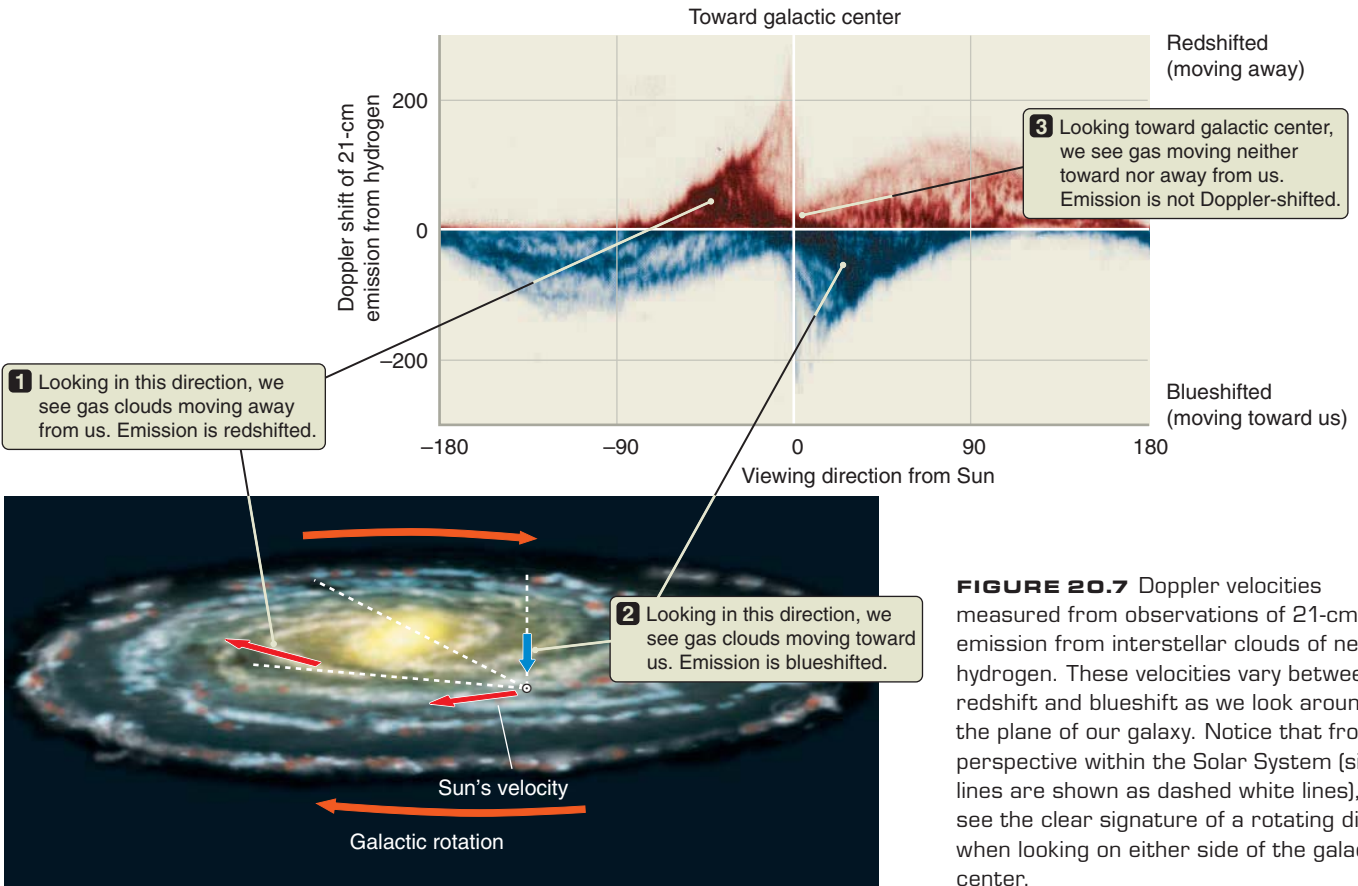 Toward galactic center
Redshifted
(moving away)
Doppler shift of 21-cm
emission from hydrogen
200
0
–200
3 Looking toward galactic center,
we see gas moving neither
toward nor away from us.
Emission is not Doppler-shifted.
1 Looking in this direction, we
see gas clouds moving away
from us. Emission is redshifted.
Blueshifted
(moving toward us)
–180
–90
0
90
180
Viewing direction from Sun
2 Looking in this direction, we
see gas clouds moving toward
us. Emission is blueshifted.
Sun's velocity
Galactic rotation
FIGURE 20.7 Doppler velocities
measured from observations of 21-cm
emission from interstellar clouds of
hydrogen. These velocities vary
redshift and blueshift as we look
the plane of our galaxy. Notice that
perspective within the Solar System
lines are shown as dashed white lines),
see the clear signature of a rotating
when looking on either side of the
center.